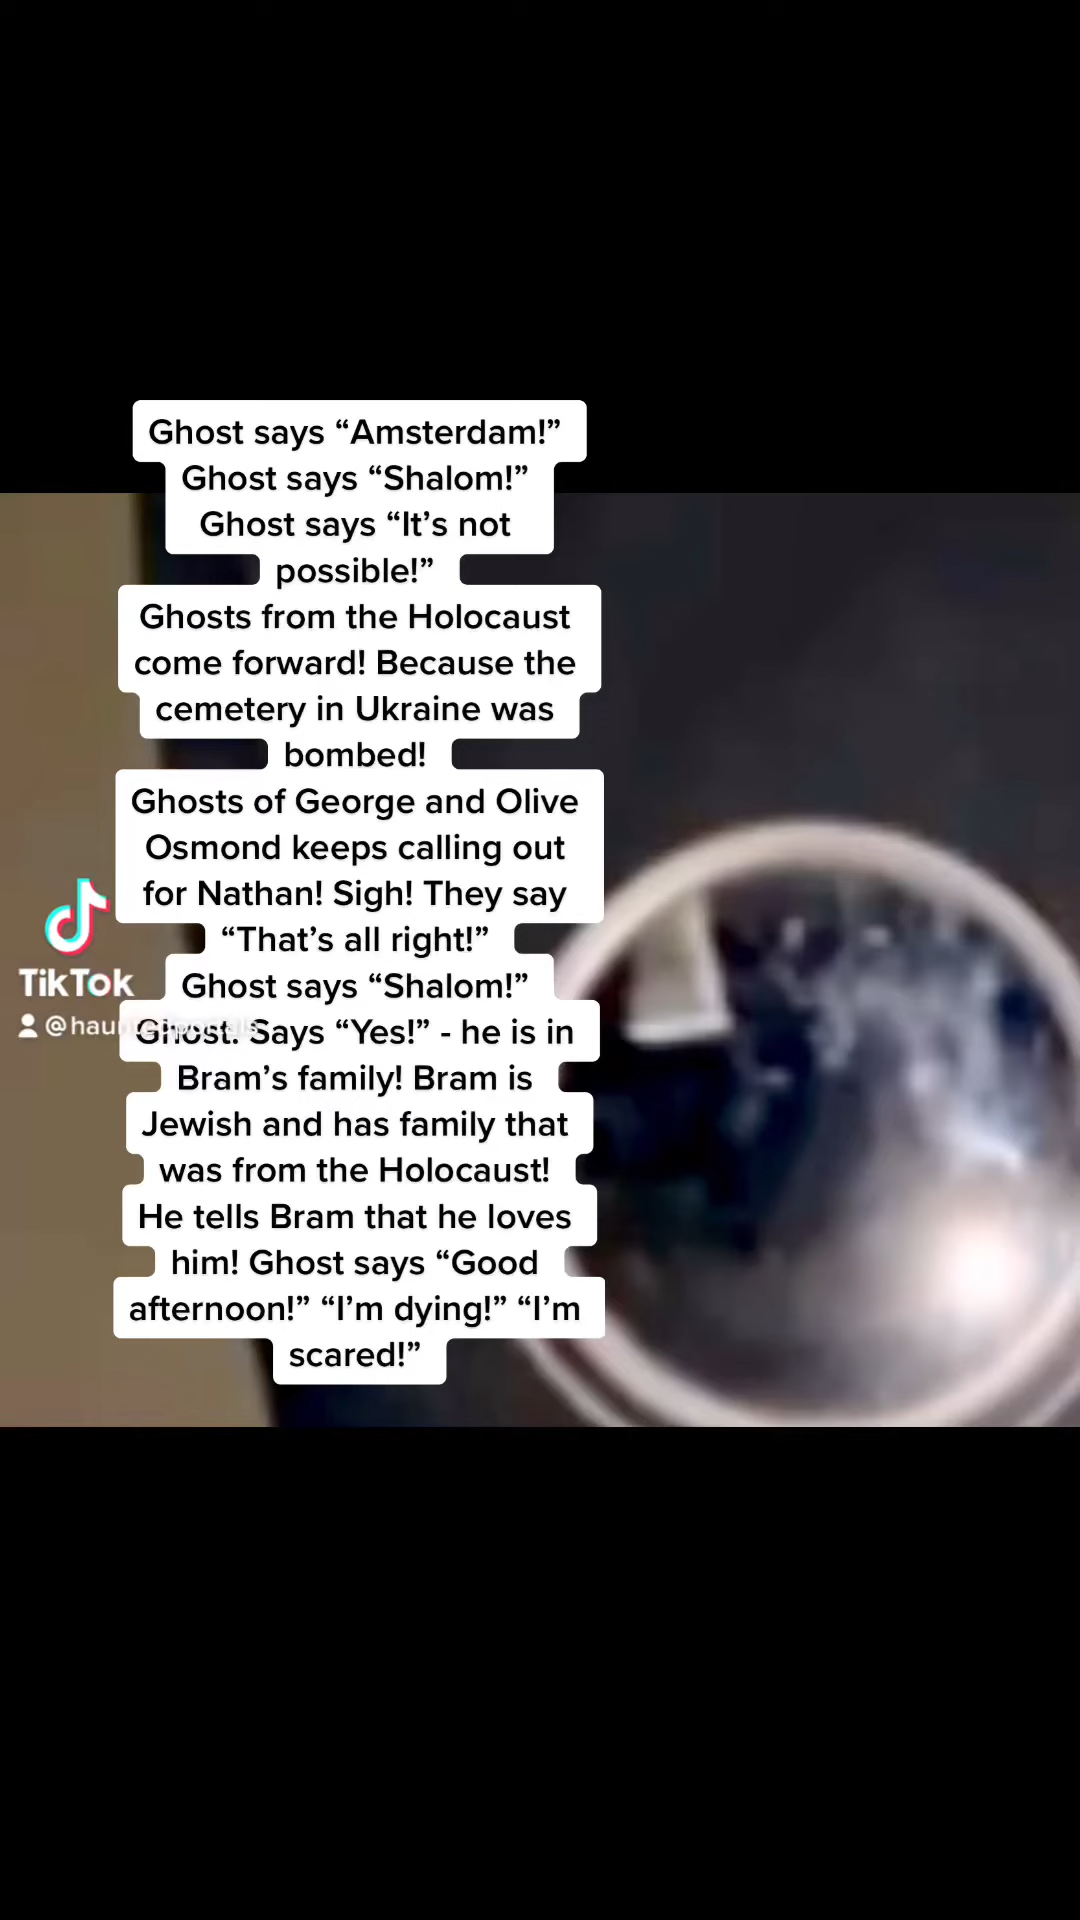 Ghost says “Amsterdam!”
Ghost says “Shalom!”
Ghost says “It’s not
possible!”
Ghosts from the Holocaust
come forward! Because the
cemetery in Ukraine was
bombed!
Ghosts of George and Olive
Osmond keeps calling out
for Nathan! Sigh! They say
“That’s all right!”
Ghost says “Shalom!”
Ghost. Says “Yes!” - he is in
Bram’s family! Bram is
Jewish and has family that
was from the Holocaust!
He tells Bram that he loves
him! Ghost says “Good
afternoon!” “I’m dying!” “I’m
scared!”
TikTok